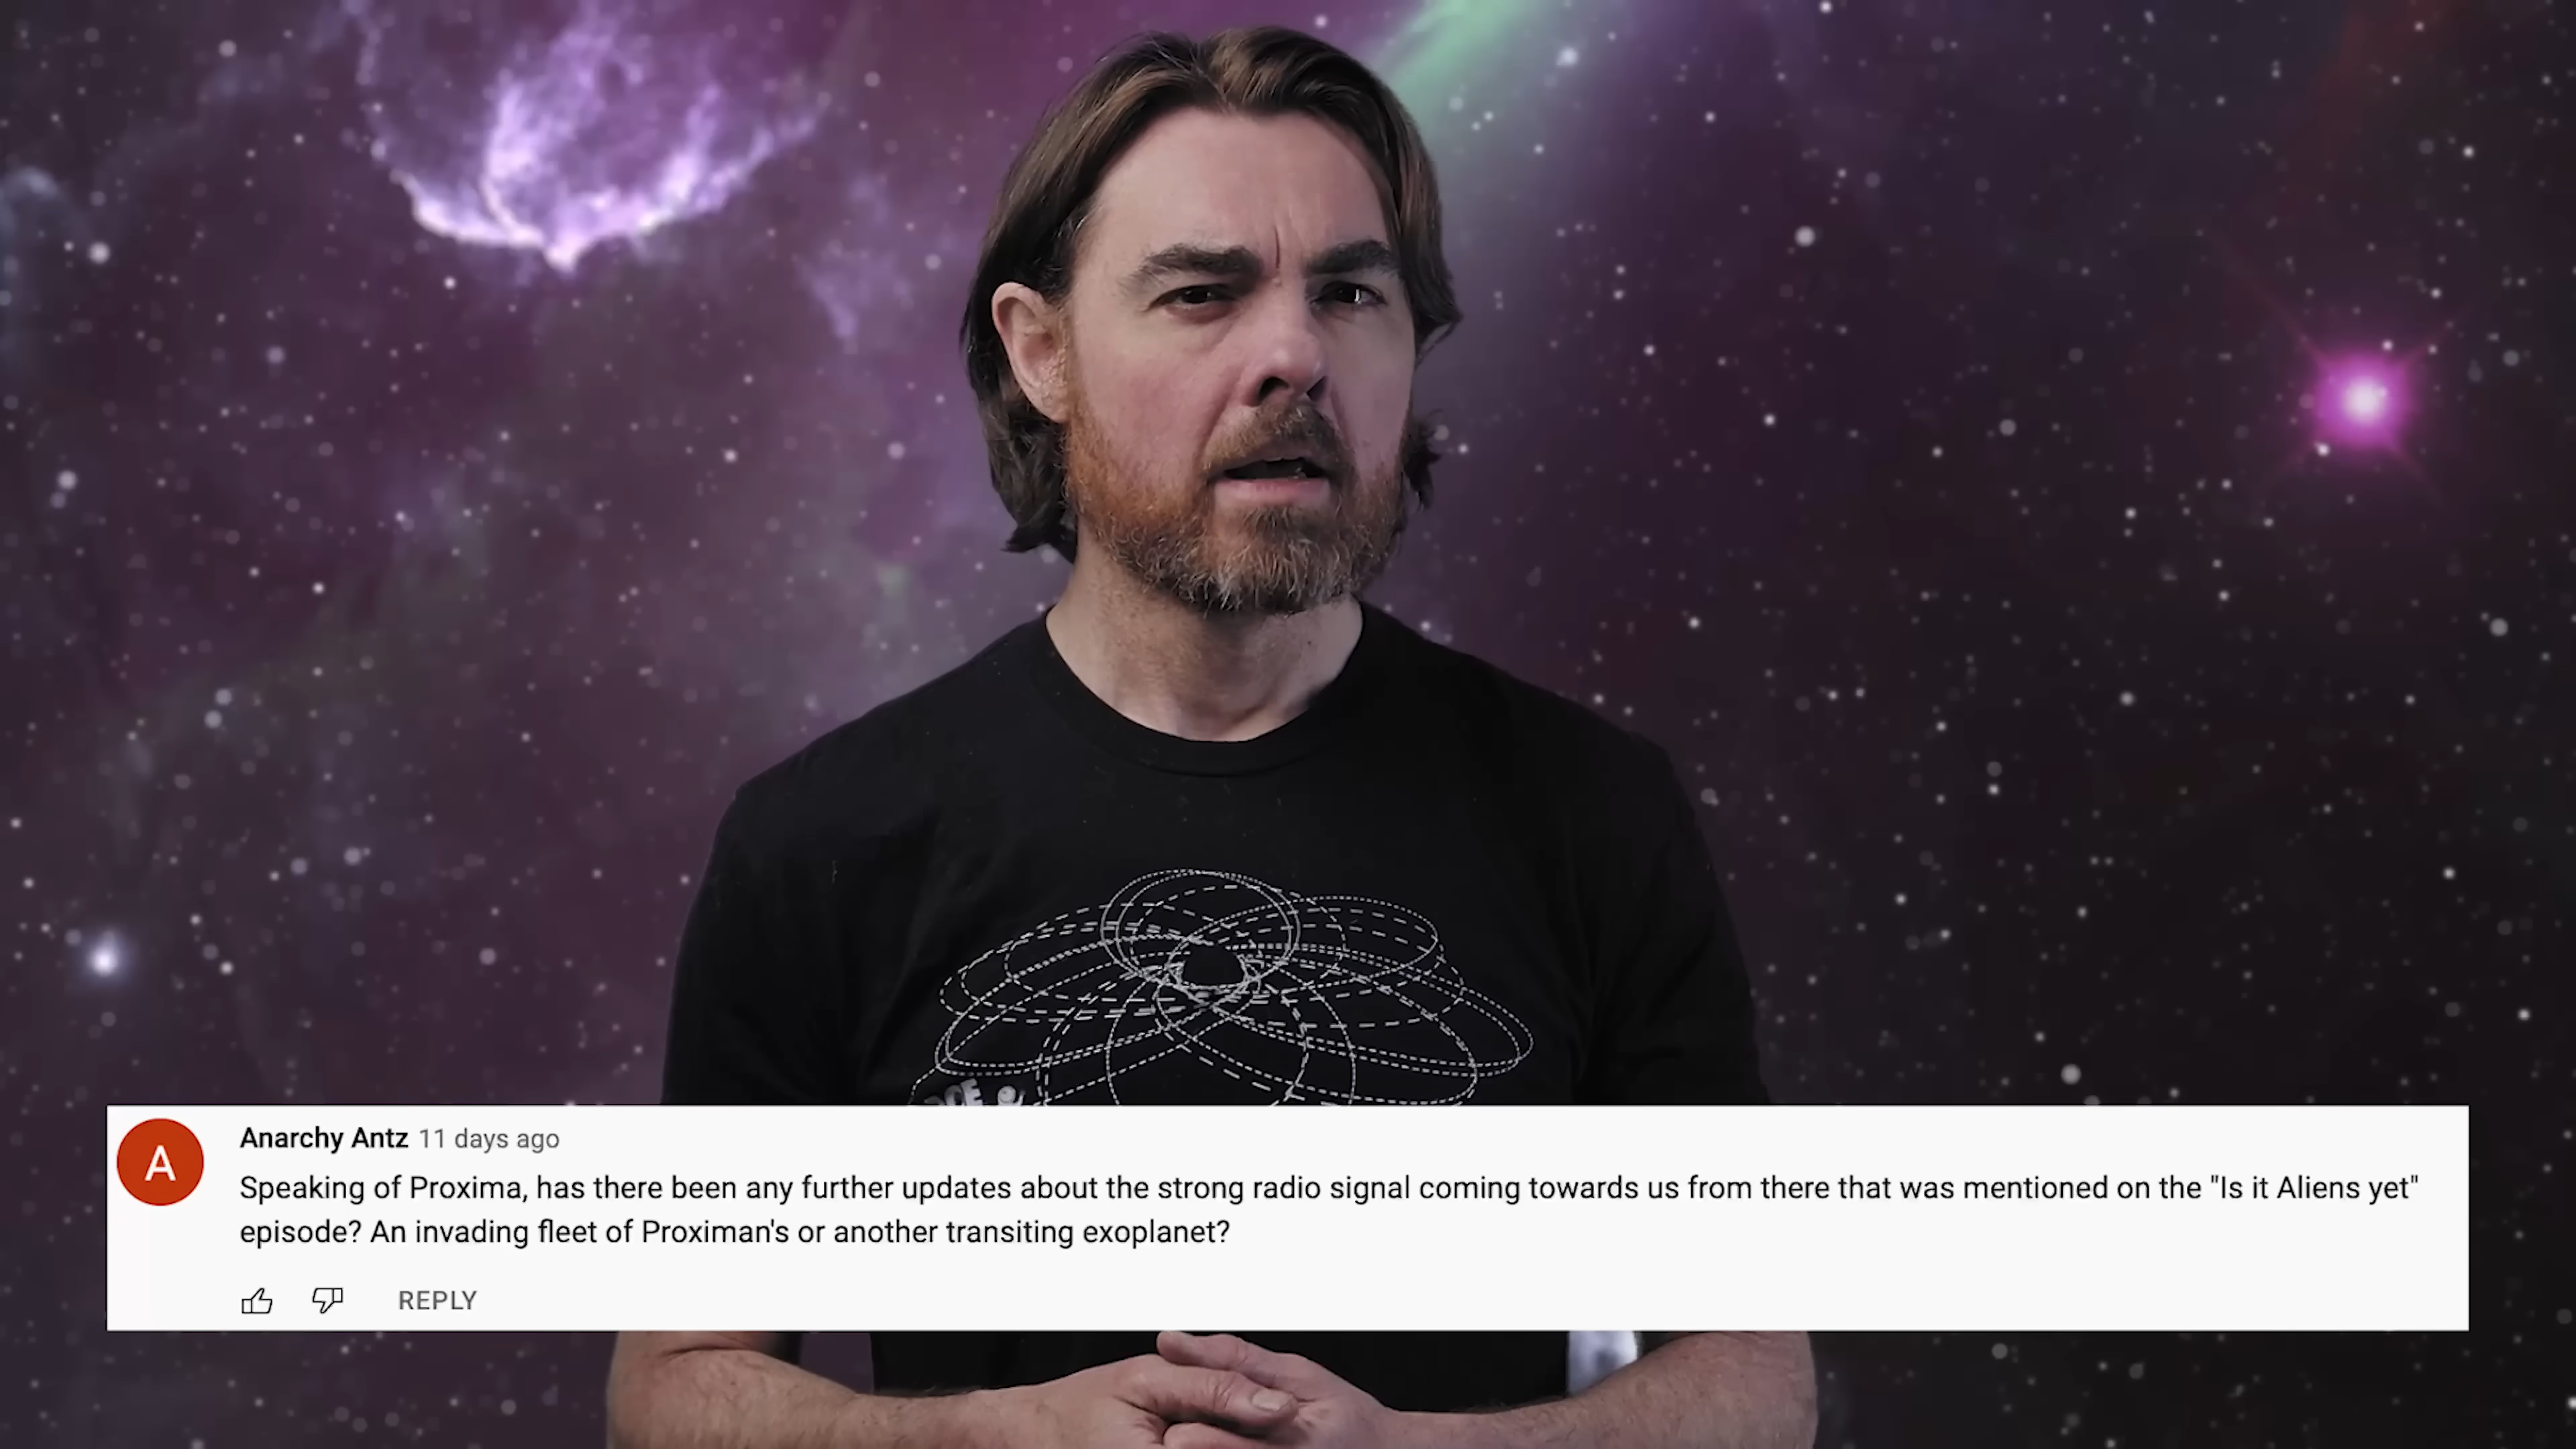 A
Anarchy Antz 11 days ago
Speaking of Proxima, has there been any further updates about the strong radio signal coming towards us from there that was mentioned on the "Is it Aliens yet"
episode? An invading fleet of Proximan's or another transiting exoplanet?
REPLY